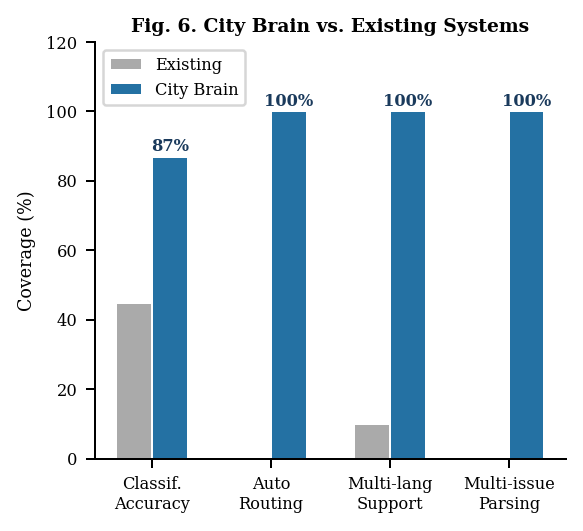 Fig. 6. City Brain vs. Existing Systems
Existing
City Brain
Coverage (%)
120
100
80
60
40
20
0
87%
100%
100%
100%
Classif.
Accuracy
Auto
Routing
Multi-lang
Support
Multi-issue
Parsing